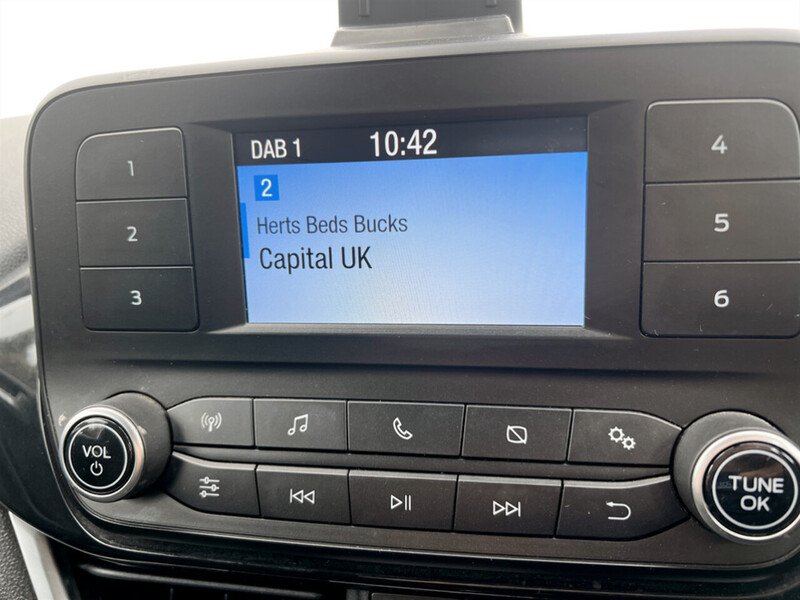 DAB 1 10:42
2
Herts Beds Bucks
Capital UK
1
2
3
4
5
6
VOL
TUNE
OK